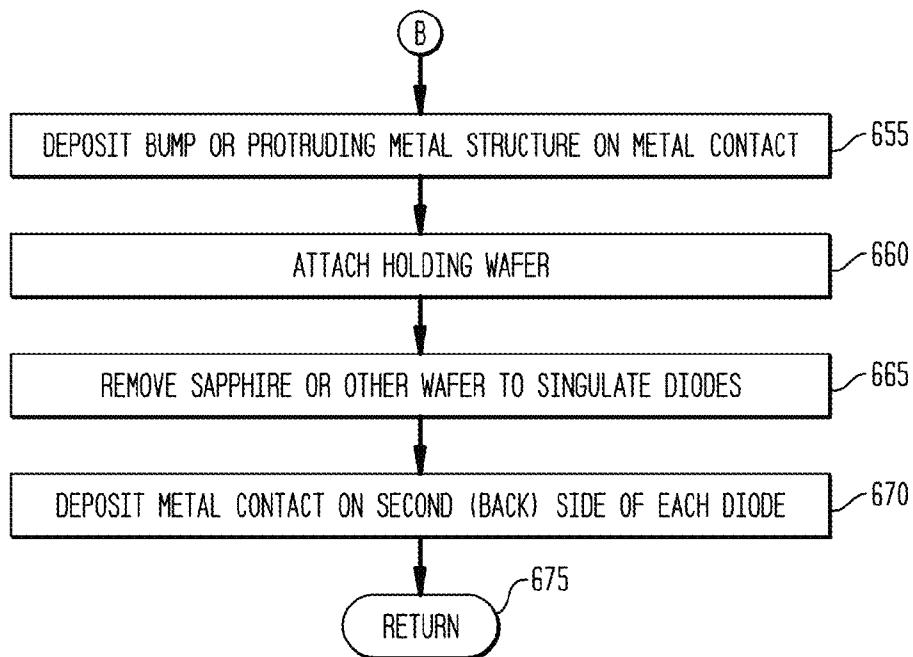 B
DEPOSIT BUMP OR PROTRUDING METAL STRUCTURE ON METAL CONTACT
655
ATTACH HOLDING WAFER
660
REMOVE SAPPHIRE OR OTHER WAFER TO SINGULATE DIODES
665
DEPOSIT METAL CONTACT ON SECOND (BACK) SIDE OF EACH DIODE
670
675
RETURN